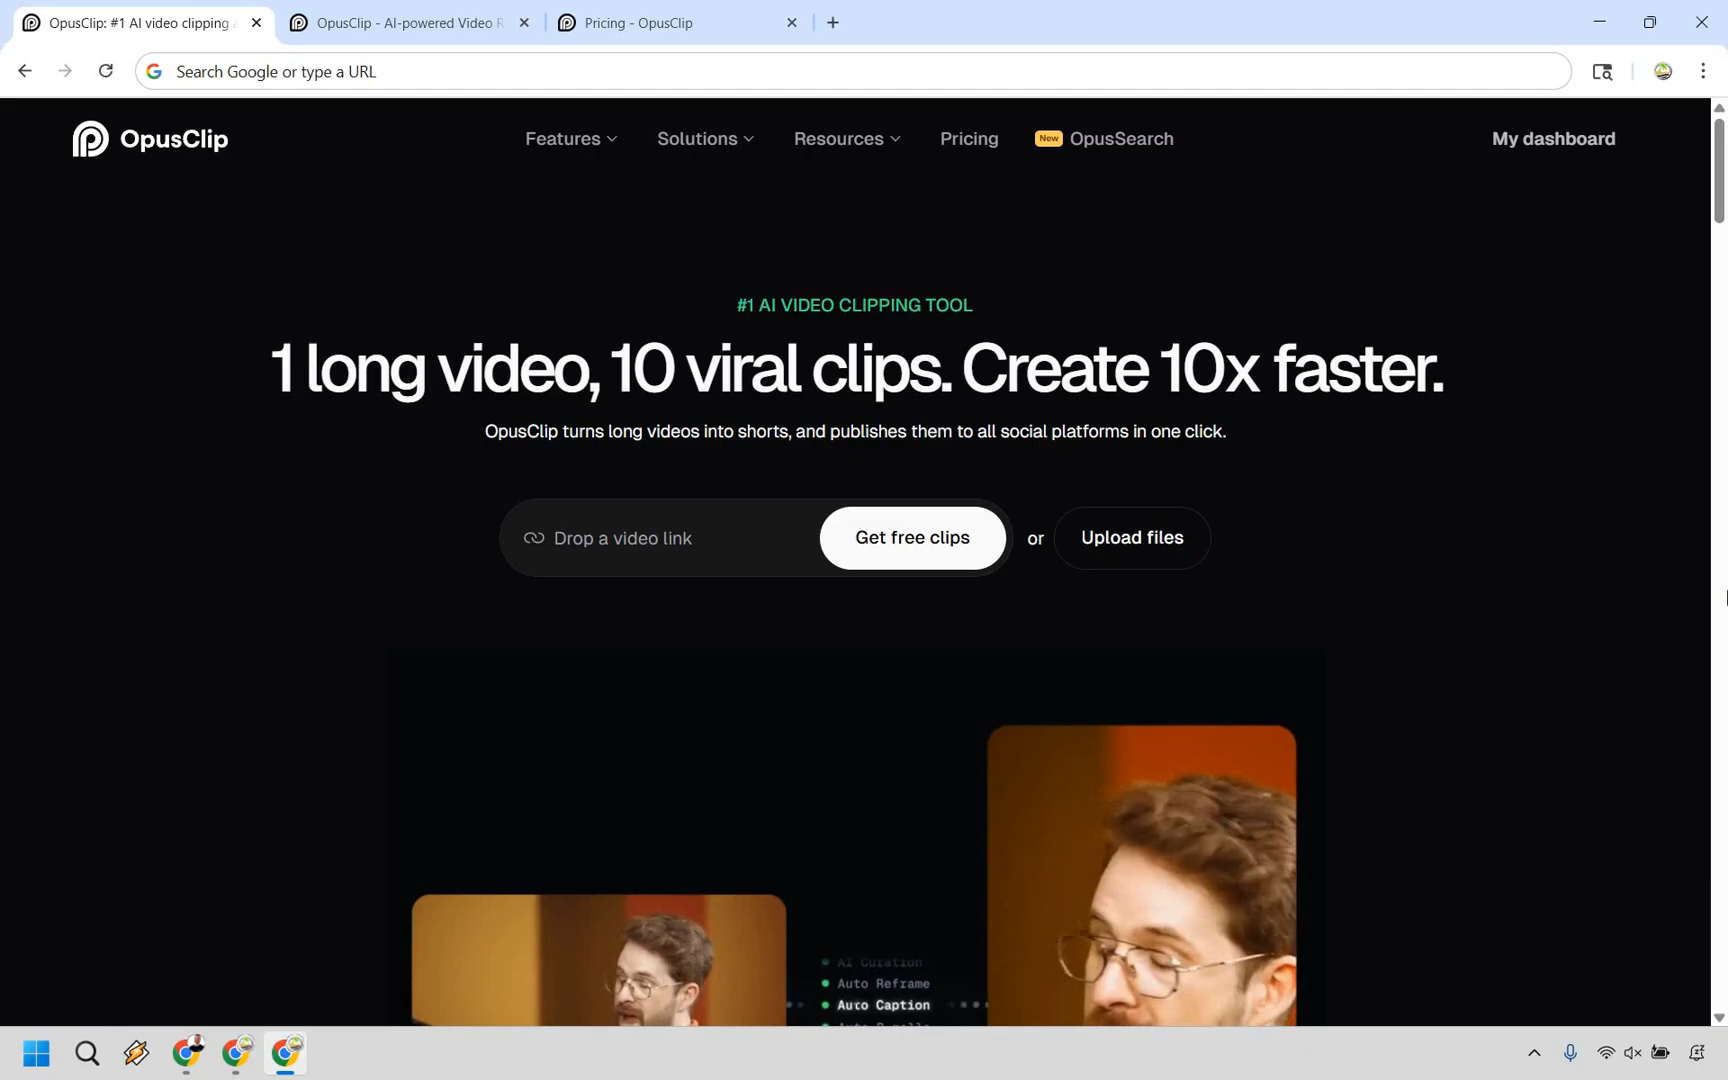 OpusClip: #1 AI video clipping
OpusClip - AI-powered Video
Pricing - OpusClip
Search Google or type a URL
OpusClip
Features
Solutions
Resources
Pricing
New OpusSearch
My dashboard
#1 AI VIDEO CLIPPING TOOL
1 long video, 10 viral clips. Create 10x faster.
OpusClip turns long videos into shorts, and publishes them to all social platforms in one click.
Drop a video link
Get free clips
or
Upload files
AI Curation
Auto Reframe
Auto Caption